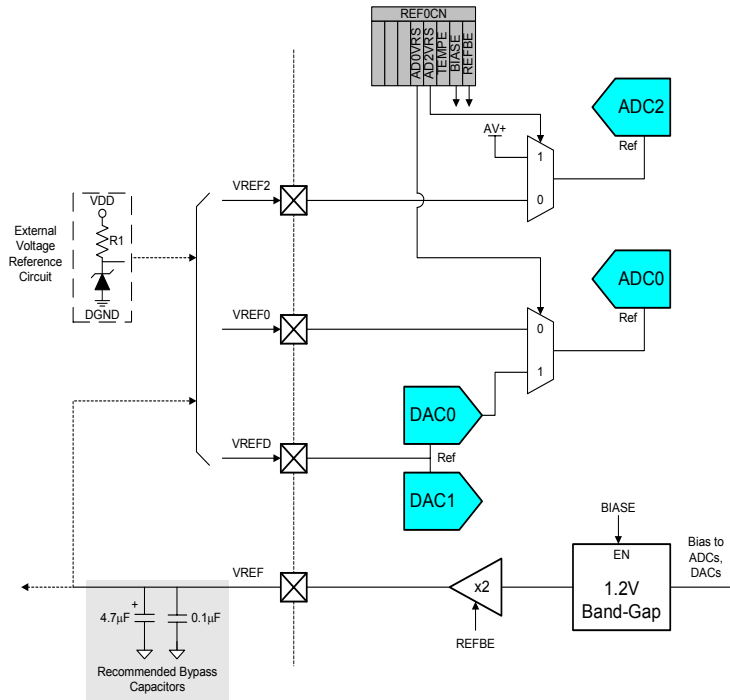 REF0CN
AD0VRS
AD2VRS
TEMPE
BIASE
REFBE
ADC2
AV+
Ref
1
0
VREF2
External
Voltage
Reference
Circuit
VDD
R1
DGND
ADC0
Ref
VREF0
0
1
DAC0
VREFD
Ref
DAC1
BIASE
Bias to
ADCs,
DACs
EN
1.2V
Band-Gap
VREF
x2
REFBE
+
4.7µF
0.1µF
Recommended Bypass
Capacitors